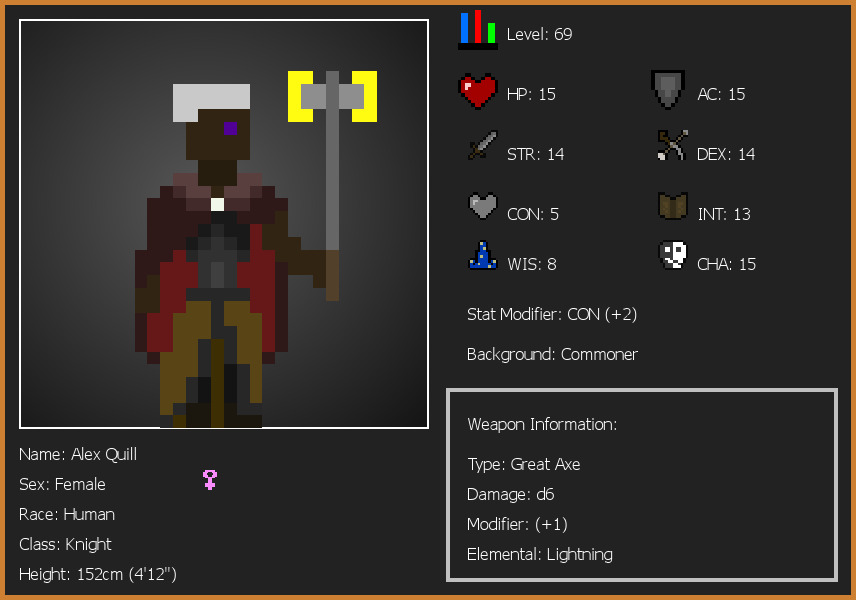 Level: 69
HP: 15
AC: 15
STR: 14
DEX: 14
CON: 5
INT: 13
WIS: 8
CHA: 15
Stat Modifier: CON (+2)
Background: Commoner
Weapon Information:
Type: Great Axe
Damage: d6
Modifier: (+1)
Elemental: Lightning
Name: Alex Quill
Sex: Female
Race: Human
Class: Knight
Height: 152cm (4'12")